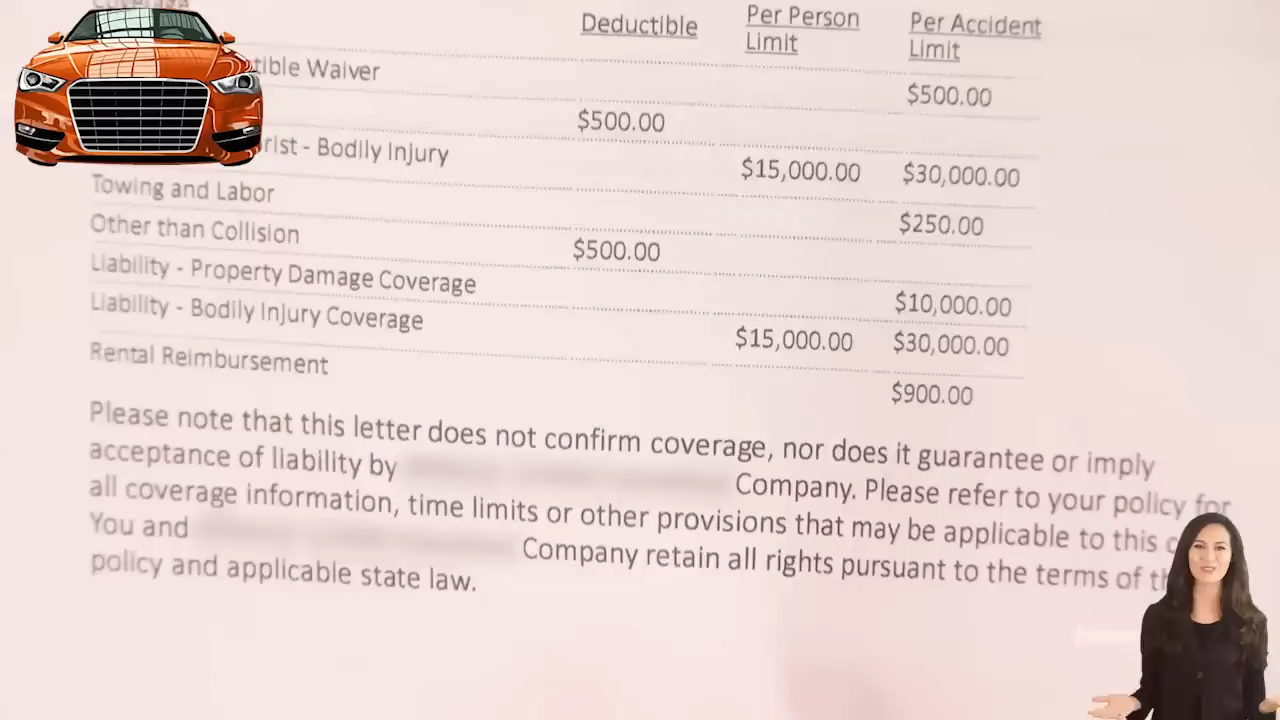 Deductible Per Person Limit Per Accident Limit
tible Waiver $500.00
$500.00
rist - Bodily Injury $15,000.00 $30,000.00
Towing and Labor $250.00
Other than Collision $500.00
Liability - Property Damage Coverage $10,000.00
Liability - Bodily Injury Coverage $15,000.00 $30,000.00
Rental Reimbursement $900.00
Please note that this letter does not confirm coverage, nor does it guarantee or imply
acceptance of liability by Company. Please refer to your policy for
all coverage information, time limits or other provisions that may be applicable to this
You and Company retain all rights pursuant to the terms of
policy and applicable state law.